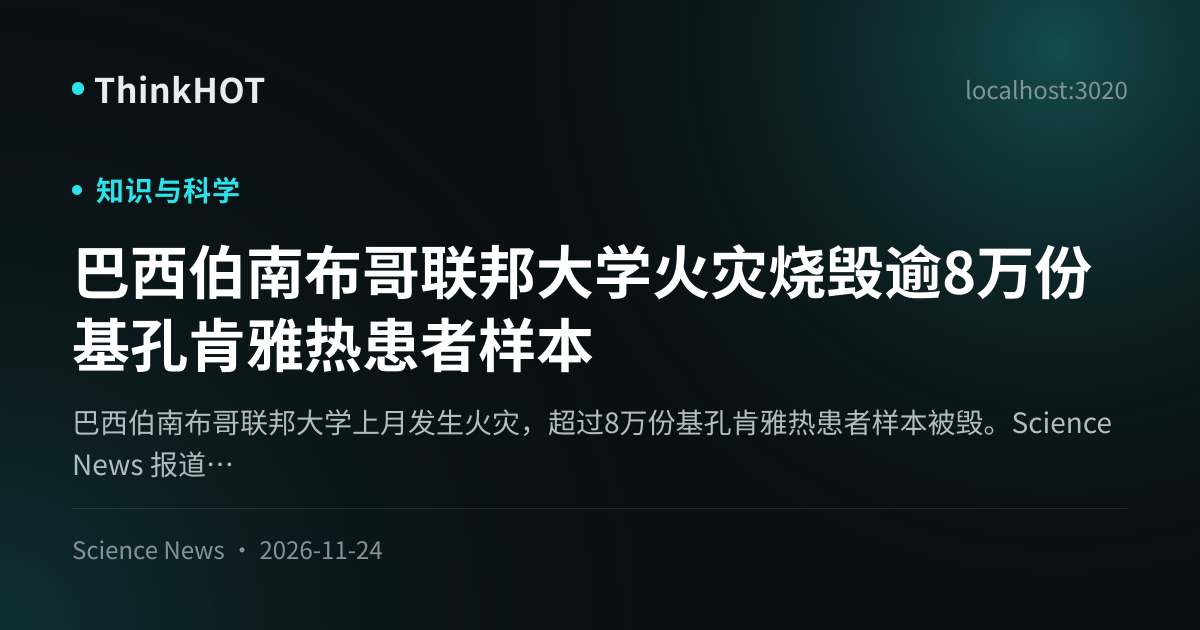 ThinkHOT
localhost:3020
知识与科学
巴西伯南布哥联邦大学火灾烧毁逾8万份
基孔肯雅热患者样本
巴西伯南布哥联邦大学上月发生火灾，超过8万份基孔肯雅热患者样本被毁。Science
News 报道…
Science News · 2026-11-24